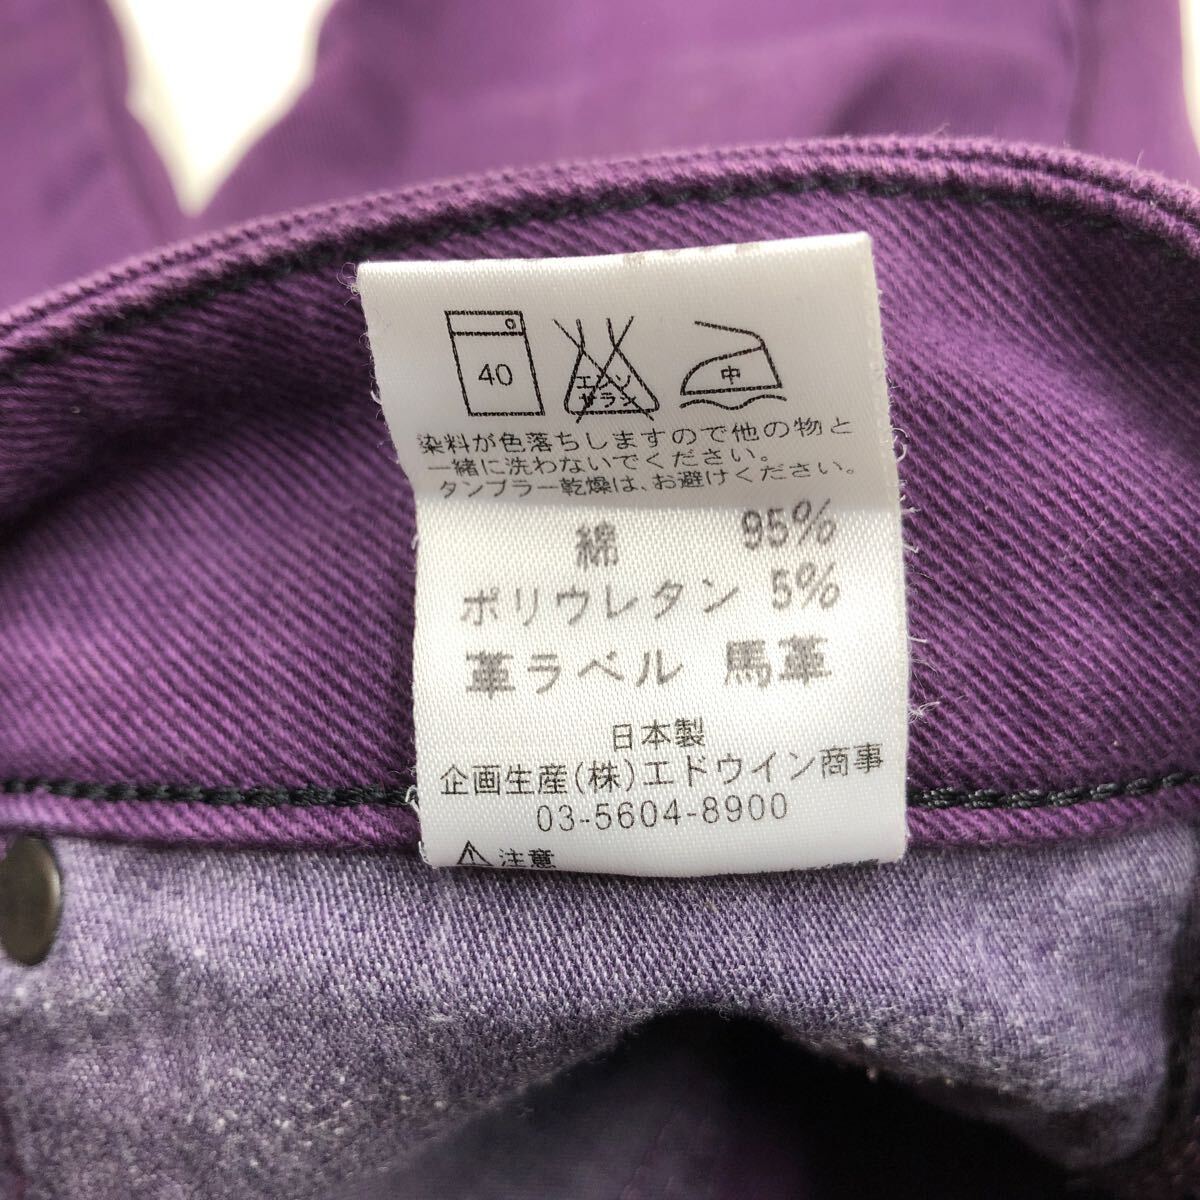 40
エンソ
サラシ
中
染料が色落ちしますので他の物と
一緒に洗わないでください。
タンブラー乾燥は、お避けください。
綿 95%
ポリウレタン 5%
革ラベル 馬革
日本製
企画生産(株)エドウイン商事
03-5604-8900
注意